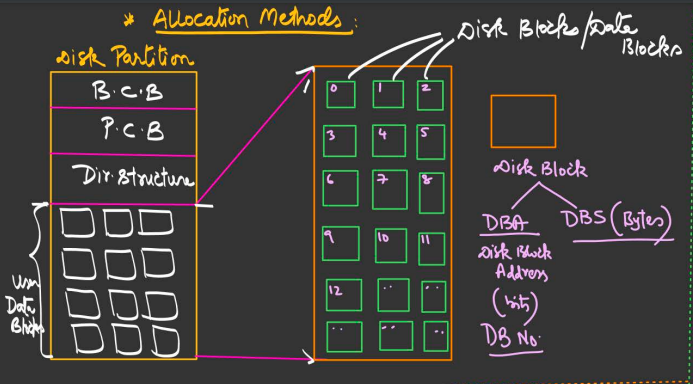 * Allocation Methods:
Disk Partition
B.C.B
P.C.B
Dir. Structure
User
Data
Blocks
Disk Blocks/Data
Blocks
0 1 2
3 4 5
6 7 8
9 10 11
12 .. ..
.. .. ..
Disk Block
DBA DBS (Bytes)
Disk Block
Address
(bits)
DB No.